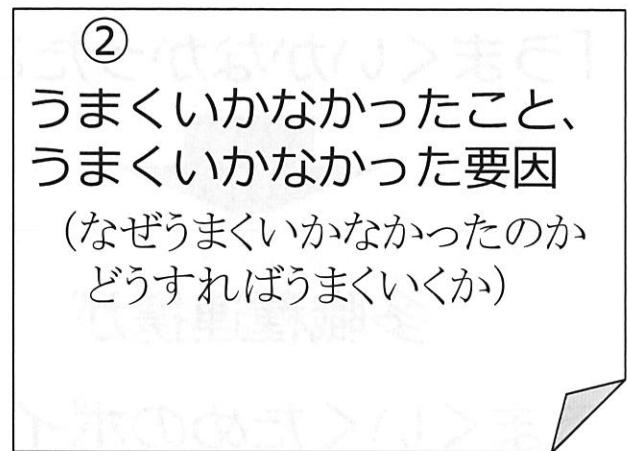 ②
うまくいかなかったこと、
うまくいかなかった要因
（なぜうまくいかなかったのか
どうすればうまくいくか）